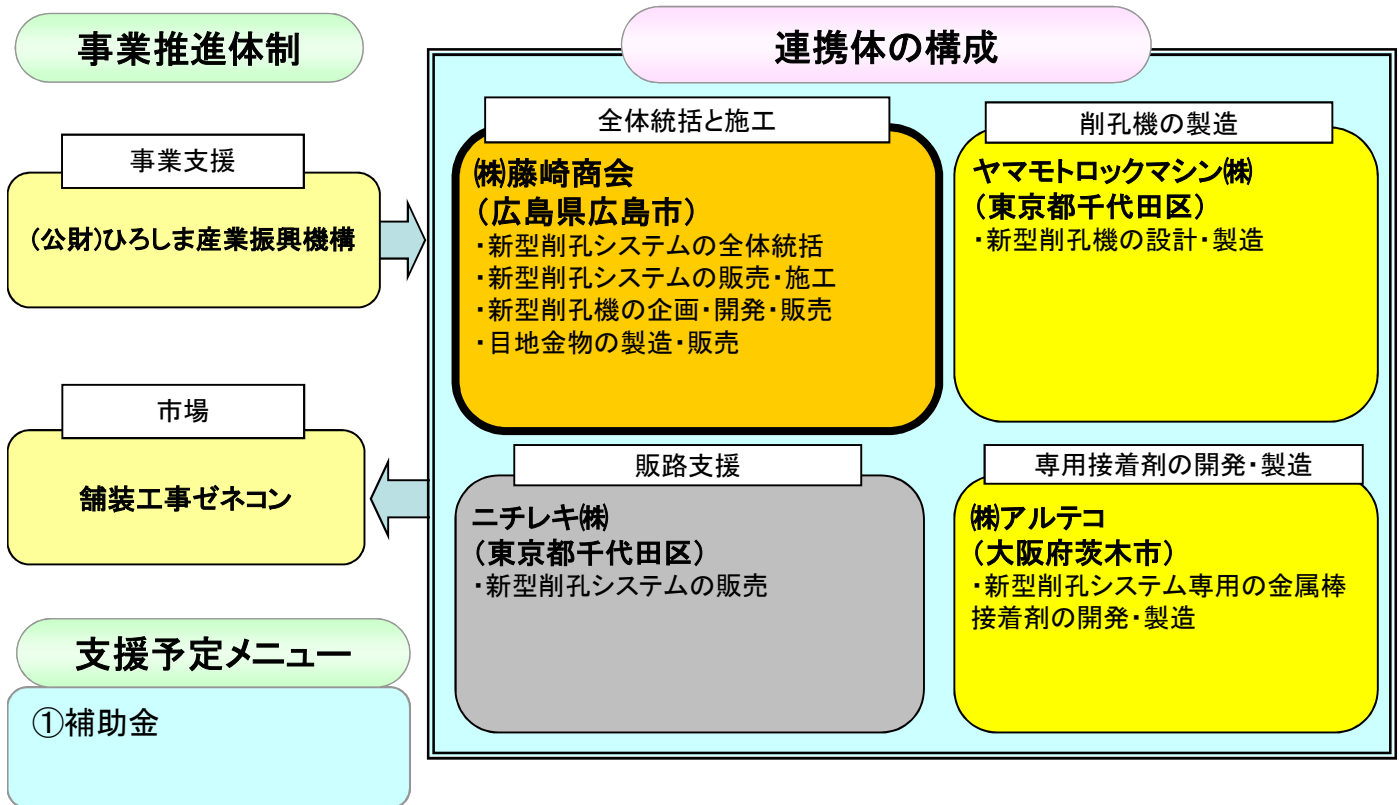 事業推進体制
事業支援
(公財)ひろしま産業振興機構
市場
舗装工事ゼネコン
支援予定メニュー
①補助金
連携体の構成
全体統括と施工
㈱藤崎商会
(広島県広島市)
・新型削孔システムの全体統括
・新型削孔システムの販売・施工
・新型削孔機の企画・開発・販売
・目地金物の製造・販売
削孔機の製造
ヤマモトロックマシン㈱
(東京都千代田区)
・新型削孔機の設計・製造
販路支援
ニチレキ㈱
(東京都千代田区)
・新型削孔システムの販売
専用接着剤の開発・製造
㈱アルテコ
(大阪府茨木市)
・新型削孔システム専用の金属棒
接着剤の開発・製造